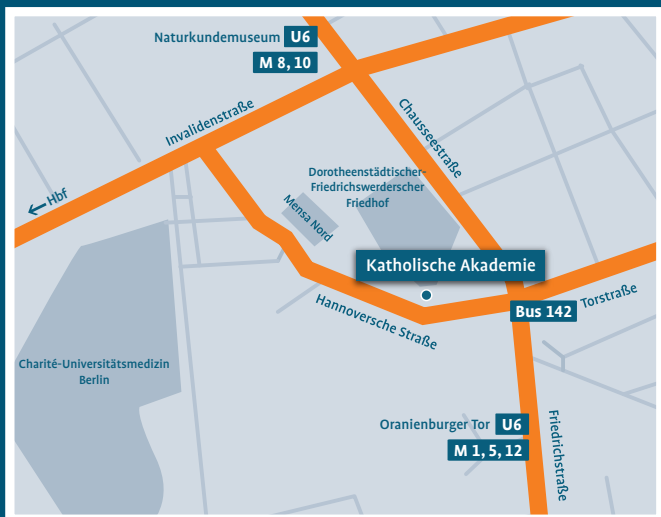 Naturkundemuseum U6
M 8, 10
Invalidenstraße
Chausseestraße
← Hbf
Dorotheenstädtischer-
Friedrichswerderscher
Friedhof
Mensa Nord
Katholische Akademie
Hannoversche Straße
Bus 142
Torstraße
Charité-Universitätsmedizin
Berlin
Oranienburger Tor U6
M 1, 5, 12
Friedrichstraße